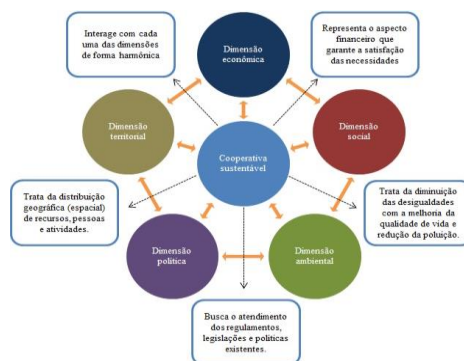 Interage com cada
uma das dimensões
de forma harmônica
Dimensão
econômica
Representa o aspecto
financeiro que
garante a satisfação
das necessidades
Dimensão
territorial
Dimensão
social
Cooperativa
sustentável
Trata da distribuição
geográfica (espacial)
de recursos, pessoas
e atividades.
Trata da diminuição
das desigualdades
com a melhoria da
qualidade de vida e
redução da poluição.
Dimensão
política
Dimensão
ambiental
Busca o atendimento
dos regulamentos,
legislações e políticas
existentes.